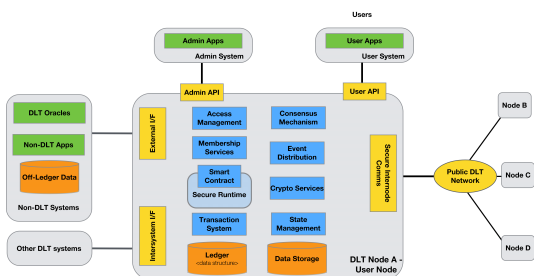 Users
Admin Apps
Admin System
User Apps
User System
Admin API
User API
DLT Oracles
Non-DLT Apps
Off-Ledger Data
Non-DLT Systems
Other DLT systems
External I/F
Intersystem I/F
Access
Management
Membership
Services
Smart
Contract
Secure Runtime
Transaction
System
Ledger
<data structure>
Consensus
Mechanism
Event
Distribution
Crypto Services
State
Management
Data Storage
Secure Internode
Comms
DLT Node A -
User Node
Public DLT
Network
Node B
Node C
Node D